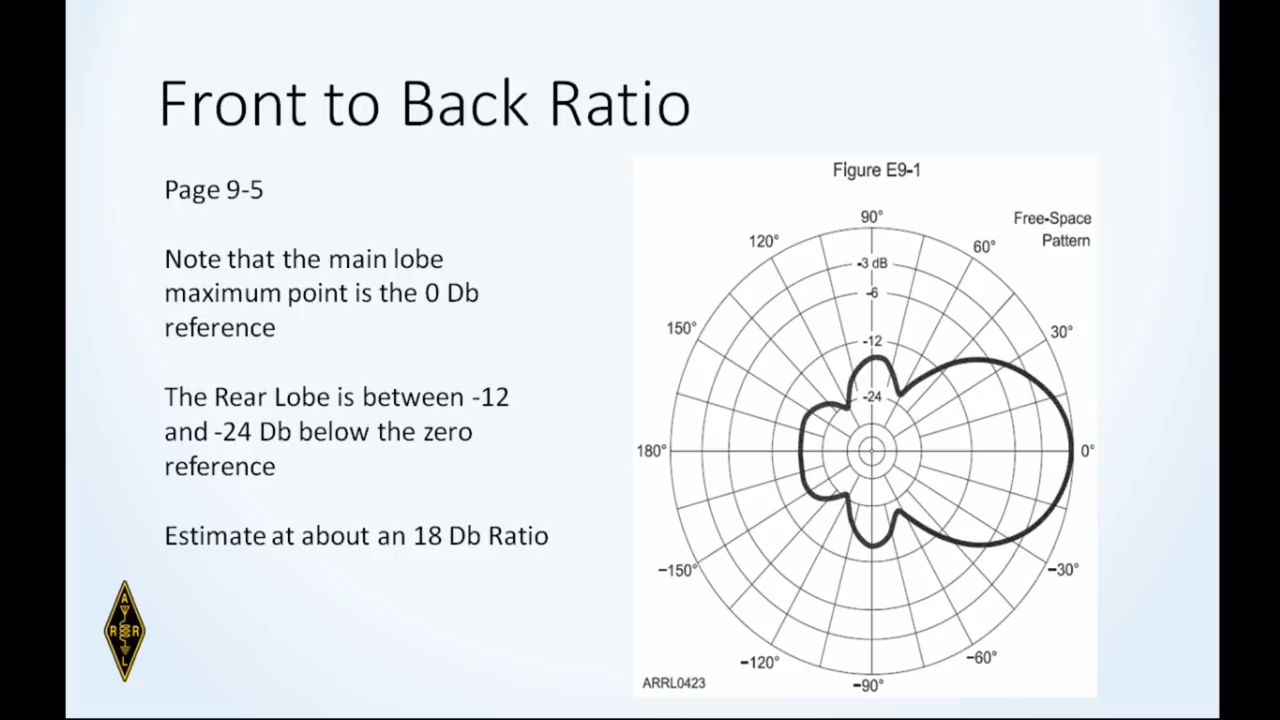 Front to Back Ratio
Page 9-5
Note that the main lobe
maximum point is the 0 Db
reference
The Rear Lobe is between -12
and -24 Db below the zero
reference
Estimate at about an 18 Db Ratio
A
R R
L
Figure E9-1
Free-Space
Pattern
90°
120°
60°
-3 dB
-6
150°
30°
-12
-24
180°
0°
−150°
−30°
−120°
−60°
−90°
ARRL0423